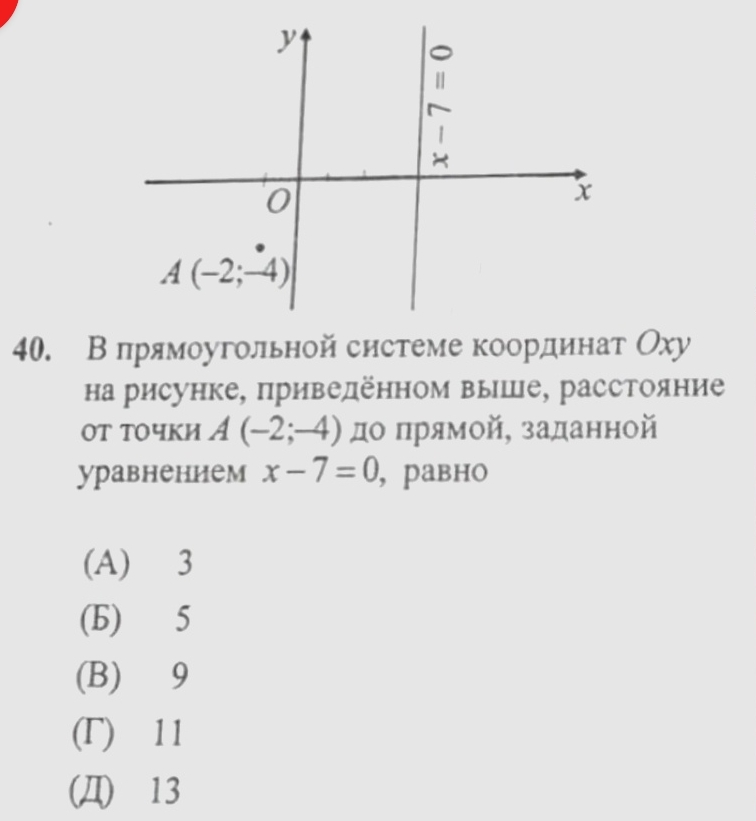 y
x – 7 = 0
O
x
A (–2;–4)
40. В прямоугольной системе координат Oxy
на рисунке, приведённом выше, расстояние
от точки A (–2;–4) до прямой, заданной
уравнением x – 7 = 0, равно
(А) 3
(Б) 5
(В) 9
(Г) 11
(Д) 13